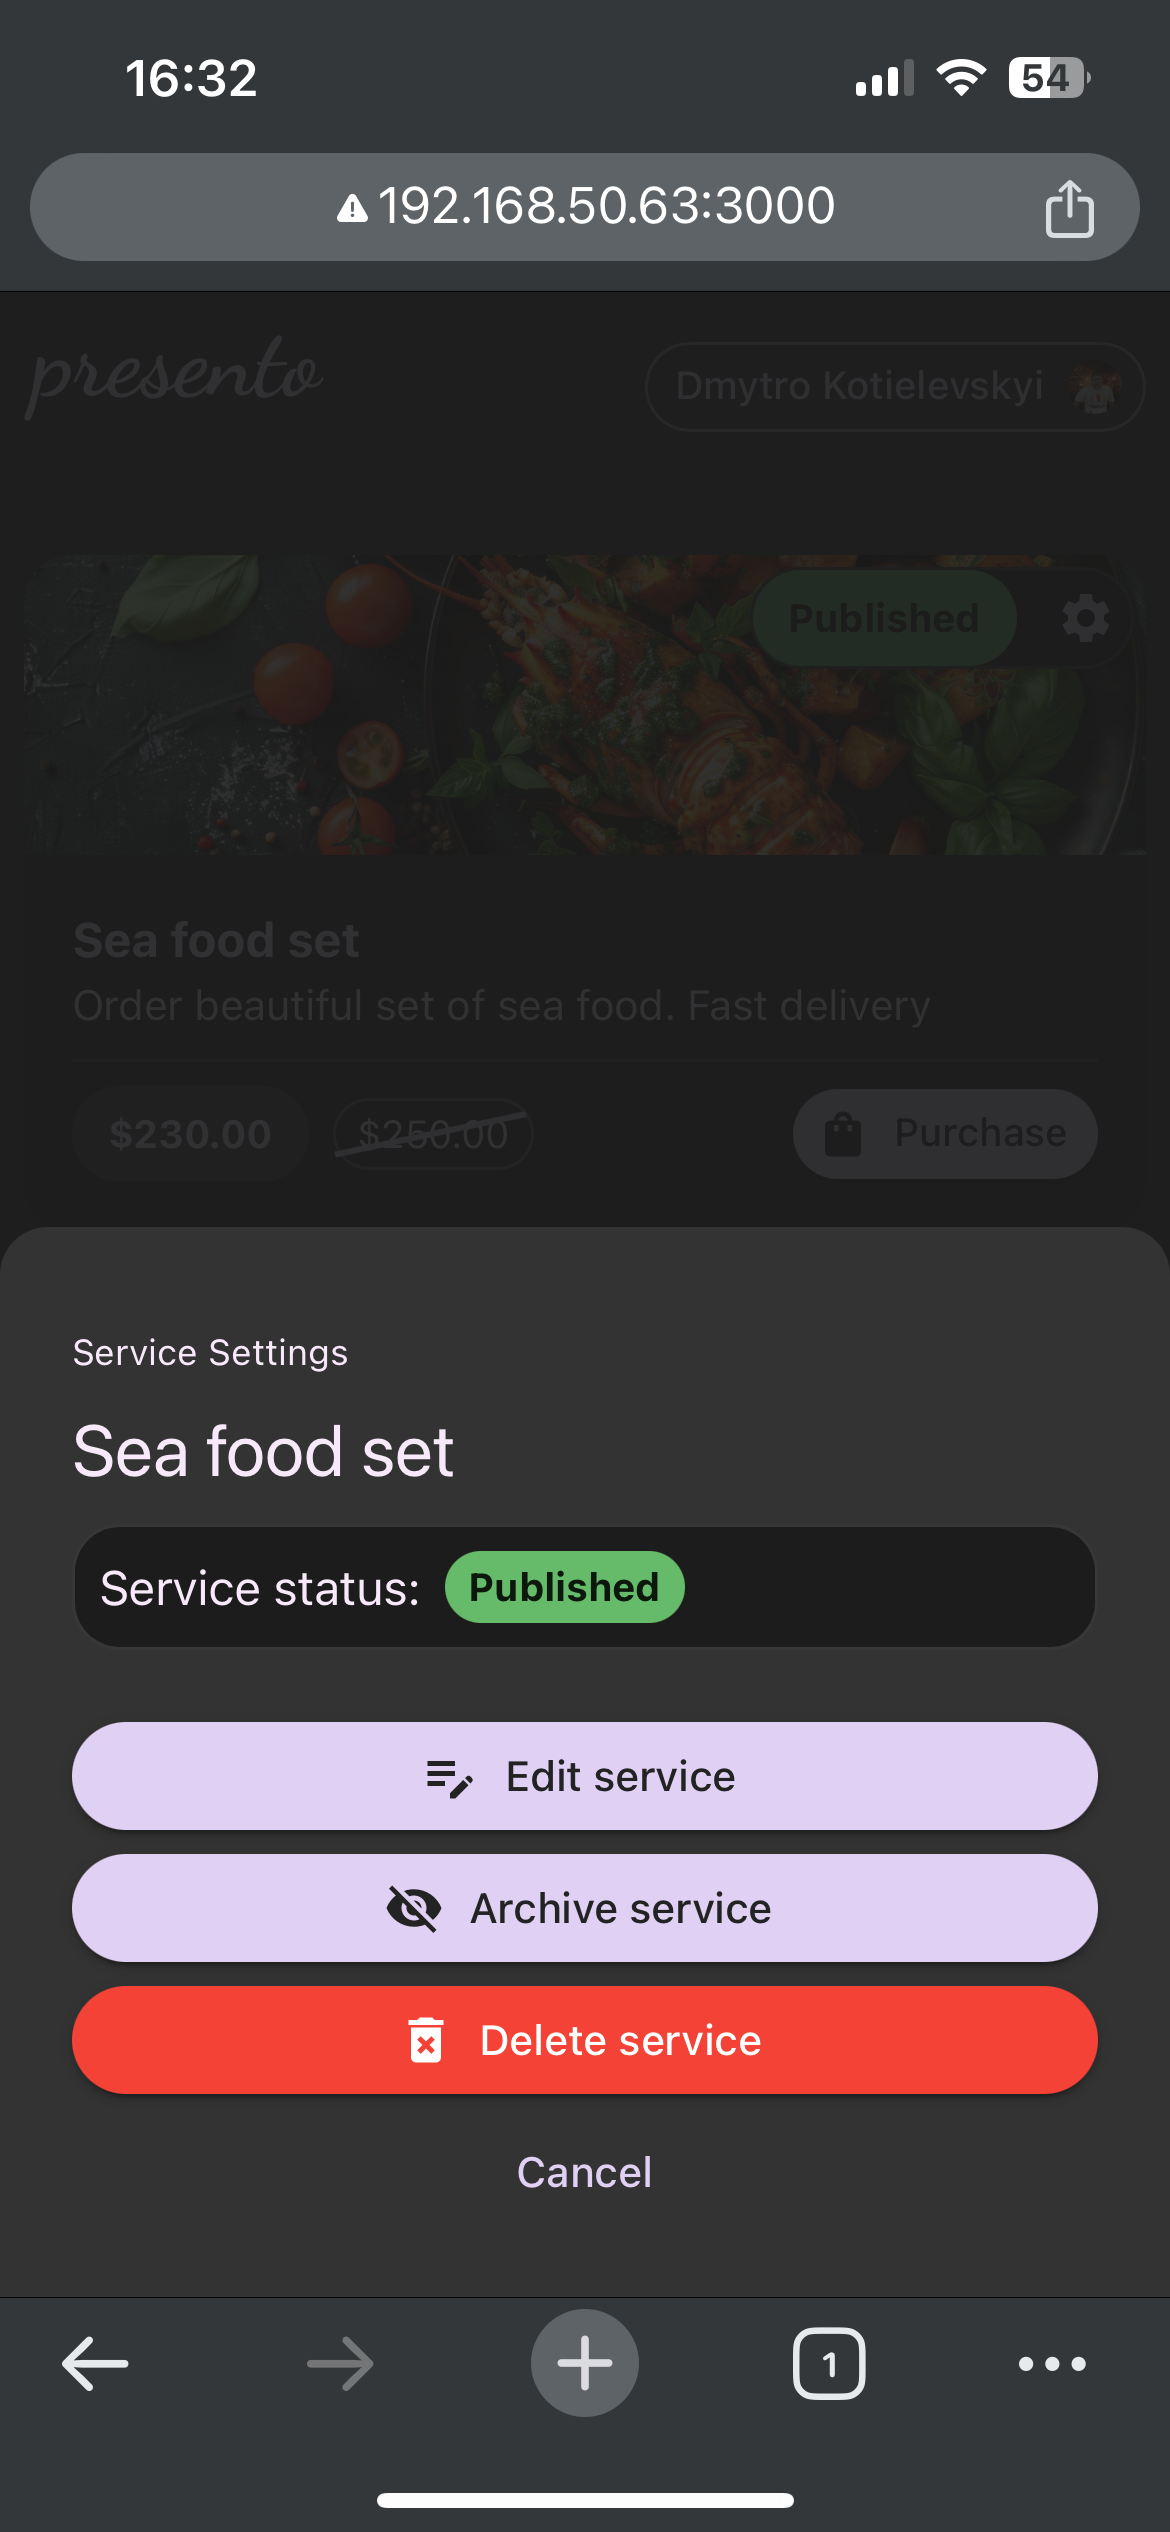 16:32
54
192.168.50.63:3000
presento
Dmytro Kotielevskyi
Published
Sea food set
Order beautiful set of sea food. Fast delivery
$230.00
$250.00
Purchase
Service Settings
Sea food set
Service status: Published
Edit service
Archive service
Delete service
Cancel
1